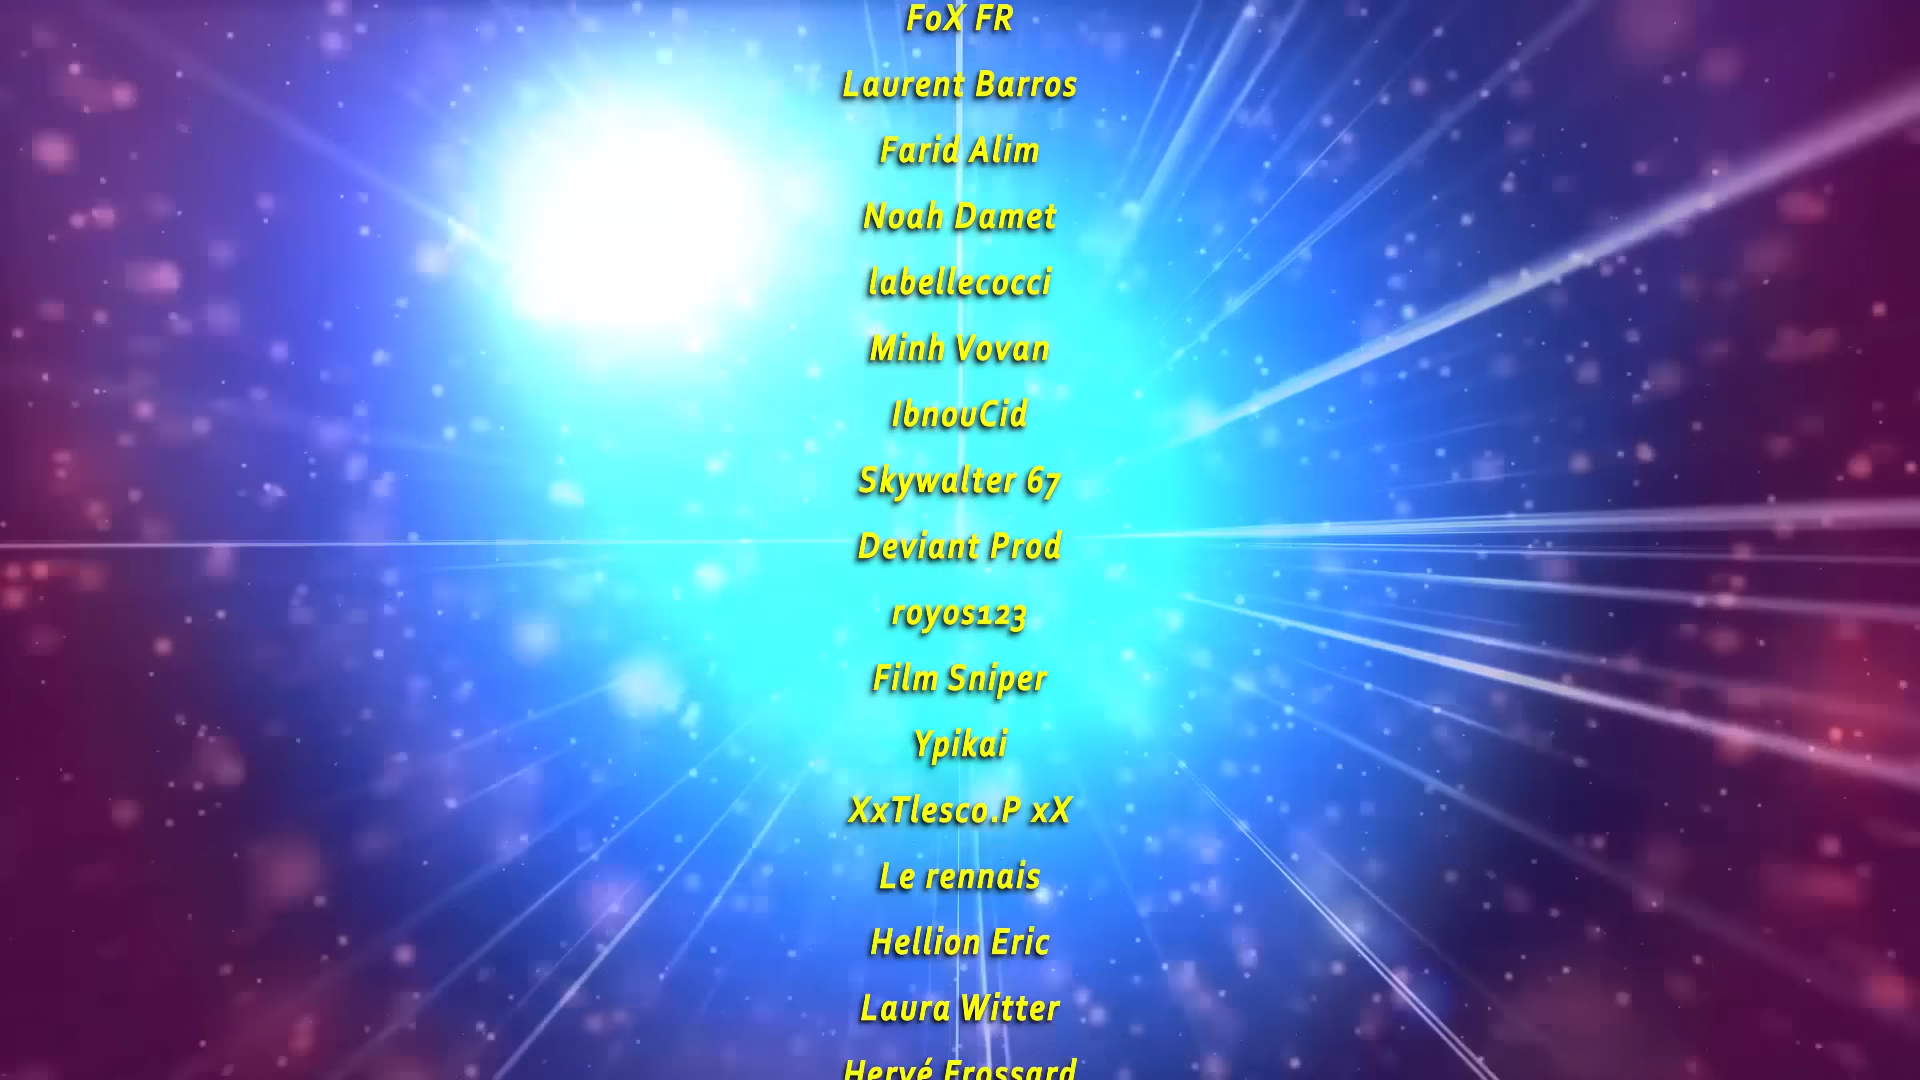 FoX FR
Laurent Barros
Farid Alim
Noah Damet
labellecocci
Minh Vovan
IbnouCid
Skywalter 67
Deviant Prod
royos123
Film Sniper
Ypikai
XxTlesco.P xX
Le rennais
Hellion Eric
Laura Witter
Hervé Frossard